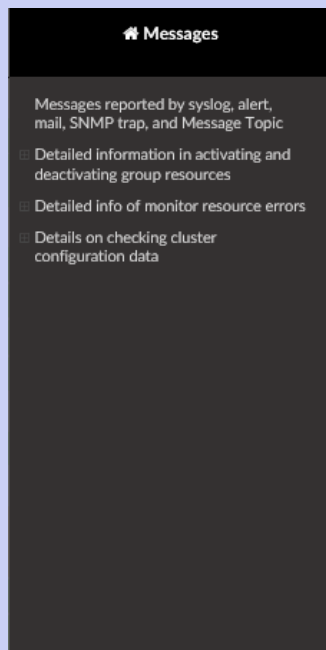 Messages
Messages reported by syslog, alert,
mail, SNMP trap, and Message Topic
Detailed information in activating and
deactivating group resources
Detailed info of monitor resource errors
Details on checking cluster
configuration data